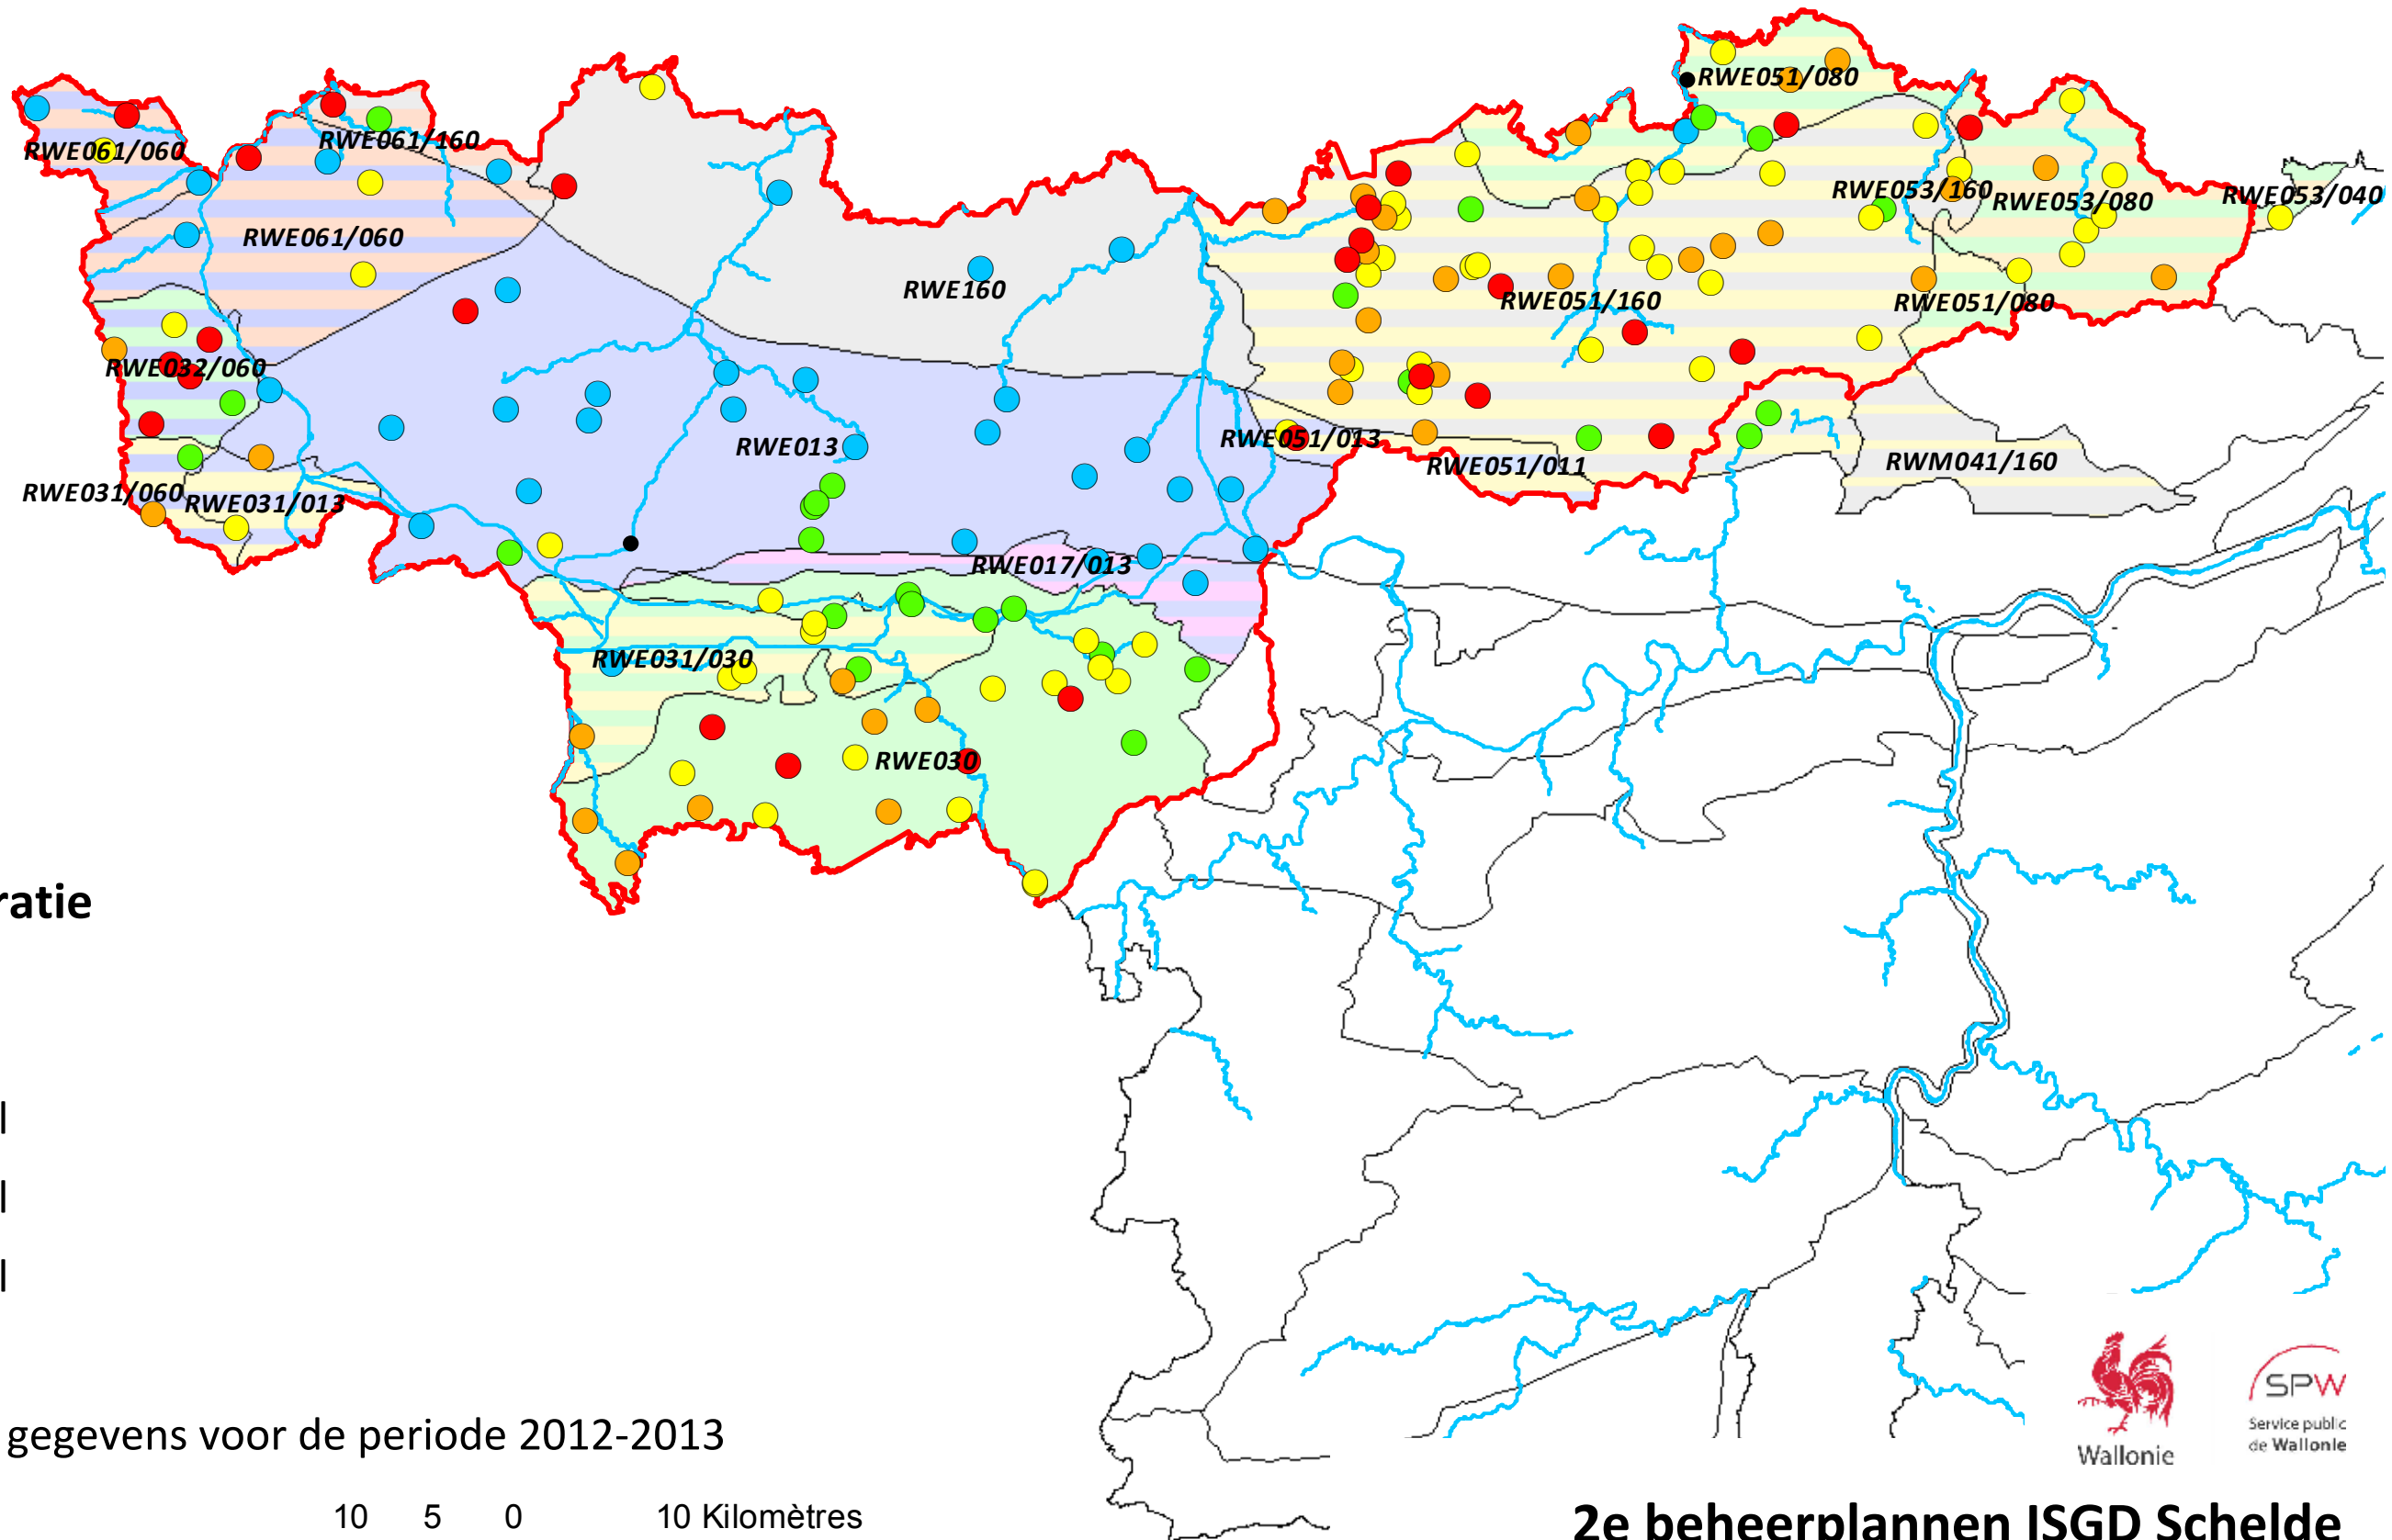 RWE051/080
RWE061/060
RWE061/160
RWE053/160
RWE053/080
RWE053/040
RWE061/060
RWE160
RWE051/160
RWE051/080
RWE032/060
RWE013
RWE051/013
RWE051/011
RWM041/160
RWE031/060
RWE031/013
RWE017/013
RWE031/030
RWE030
ratie
l
l
l
gegevens voor de periode 2012-2013
Wallonie
SPW
Service public
de Wallonie
10 5 0 10 Kilomètres
2e beheerplannen ISGD Schelde